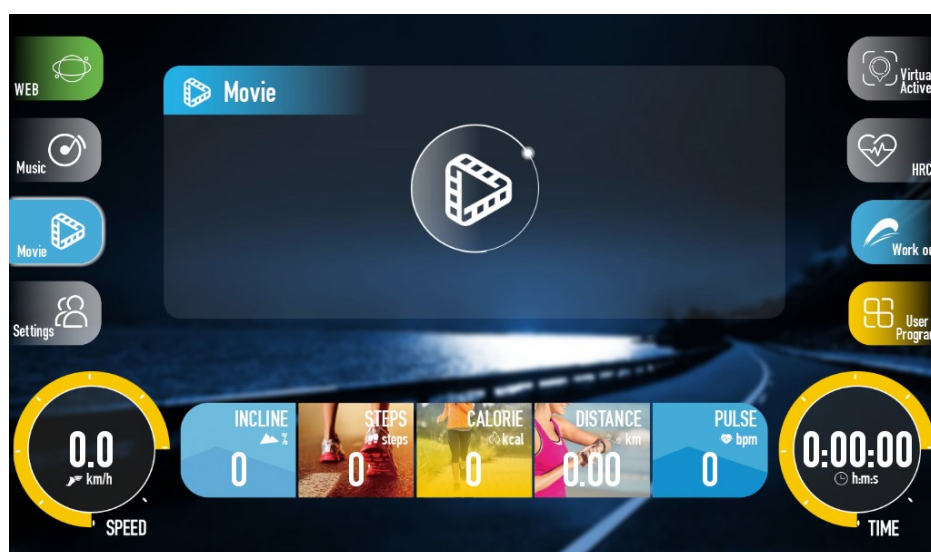 WEB
Music
Movie
Settings
Movie
Virtua
Active
HRC
Work ou
User
Progra
0.0
km/h
SPEED
INCLINE
%
0
STEPS
steps
0
CALORIE
kcal
0
DISTANCE
km
0.00
PULSE
bpm
0
0:00:00
h:m:s
TIME